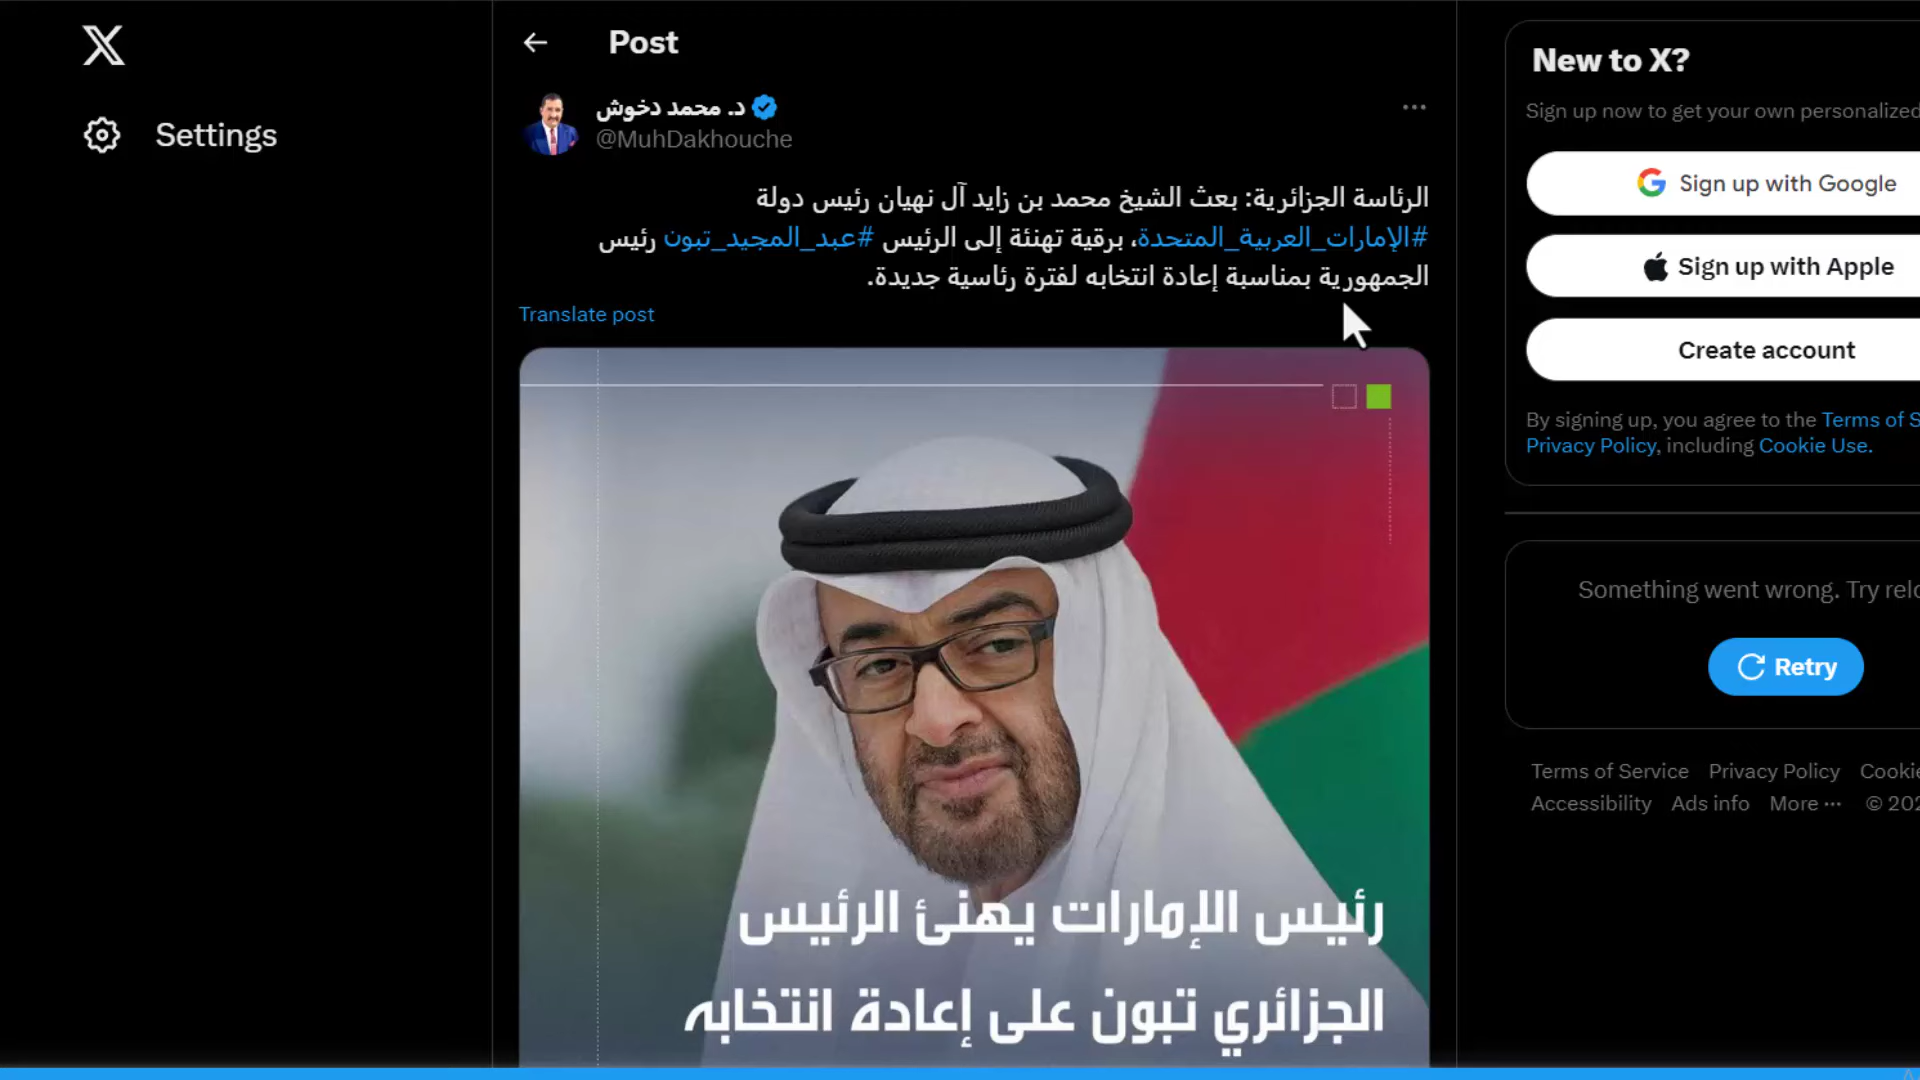 Post
Settings
د. محمد دخوش
@MuhDakhouche
الرئاسة الجزائرية: بعث الشيخ محمد بن زايد آل نهيان رئيس دولة
#الإمارات_العربية_المتحدة، برقية تهنئة إلى الرئيس #عبد_المجيد_تبون رئيس
الجمهورية بمناسبة إعادة انتخابه لفترة رئاسية جديدة.
Translate post
رئيس الإمارات يهنئ الرئيس
الجزائري تبون على إعادة انتخابه
New to X?
Sign up now to get your own personalized
Sign up with Google
Sign up with Apple
Create account
By signing up, you agree to the Terms of S
Privacy Policy, including Cookie Use.
Something went wrong. Try relo
Retry
Terms of Service Privacy Policy Cookie
Accessibility Ads info More ··· © 202